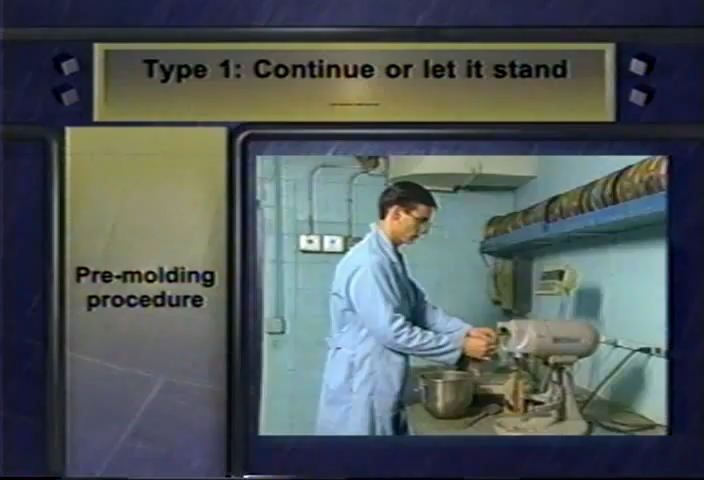 Type 1: Continue or let it stand
Pre-molding
procedure